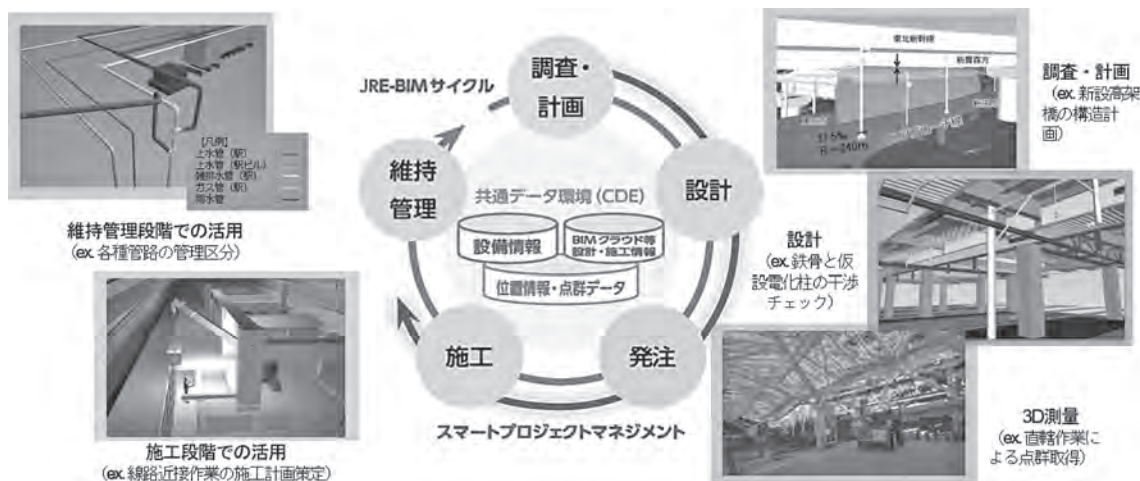 JRE-BIMサイクル
調査・
計画
設計
発注
施工
維持
管理
共通データ環境(CDE)
設備情報
BIMクラウド等
設計・施工情報
位置情報・点群データ
スマートプロジェクトマネジメント
【凡例】
上水管（駅）
上水管（駅ビル）
雑排水管（駅）
ガス管（駅）
雨水管
維持管理段階での活用
(ex.各種管路の管理区分)
施工段階での活用
(ex.線路近接作業の施工計画策定)
東北新幹線
調査・計画
(ex.新設高架
橋の構造計
画)
設計
(ex.鉄骨と仮
設電化柱の干渉
チェック)
3D測量
(ex.直轄作業に
よる点群取得)